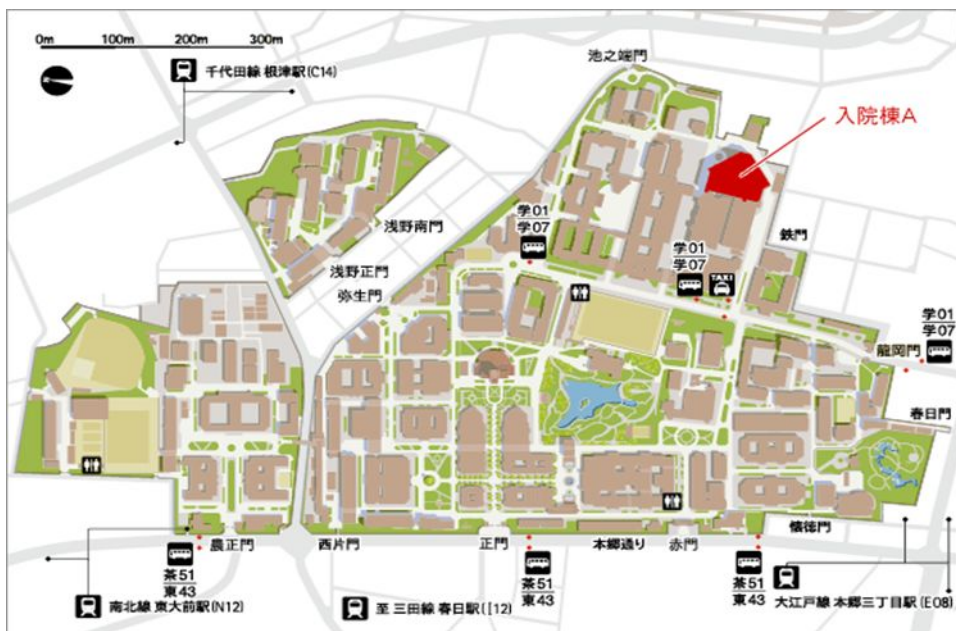 0m 100m 200m 300m
千代田線 根津駅(C14)
池之端門
入院棟A
浅野南門
学01
学07
学01
学07
TAXI
鉄門
浅野正門
弥生門
学01
学07
龍岡門
春日門
農正門
西片門
正門
本郷通り
赤門
懐徳門
茶51
東43
茶51
東43
茶51
東43
南北線 東大前駅(N12)
至 三田線 春日駅([12)
大江戸線 本郷三丁目駅(E08)